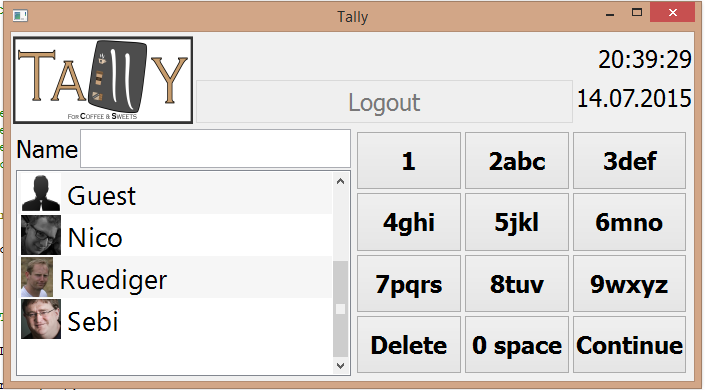 Tally
TALLY
FOR COFFEE & SWEETS
20:39:29
Logout
14.07.2015
Name
Guest
Nico
Ruediger
Sebi
1 2abc 3def
4ghi 5jkl 6mno
7pqrs 8tuv 9wxyz
Delete 0 space Continue